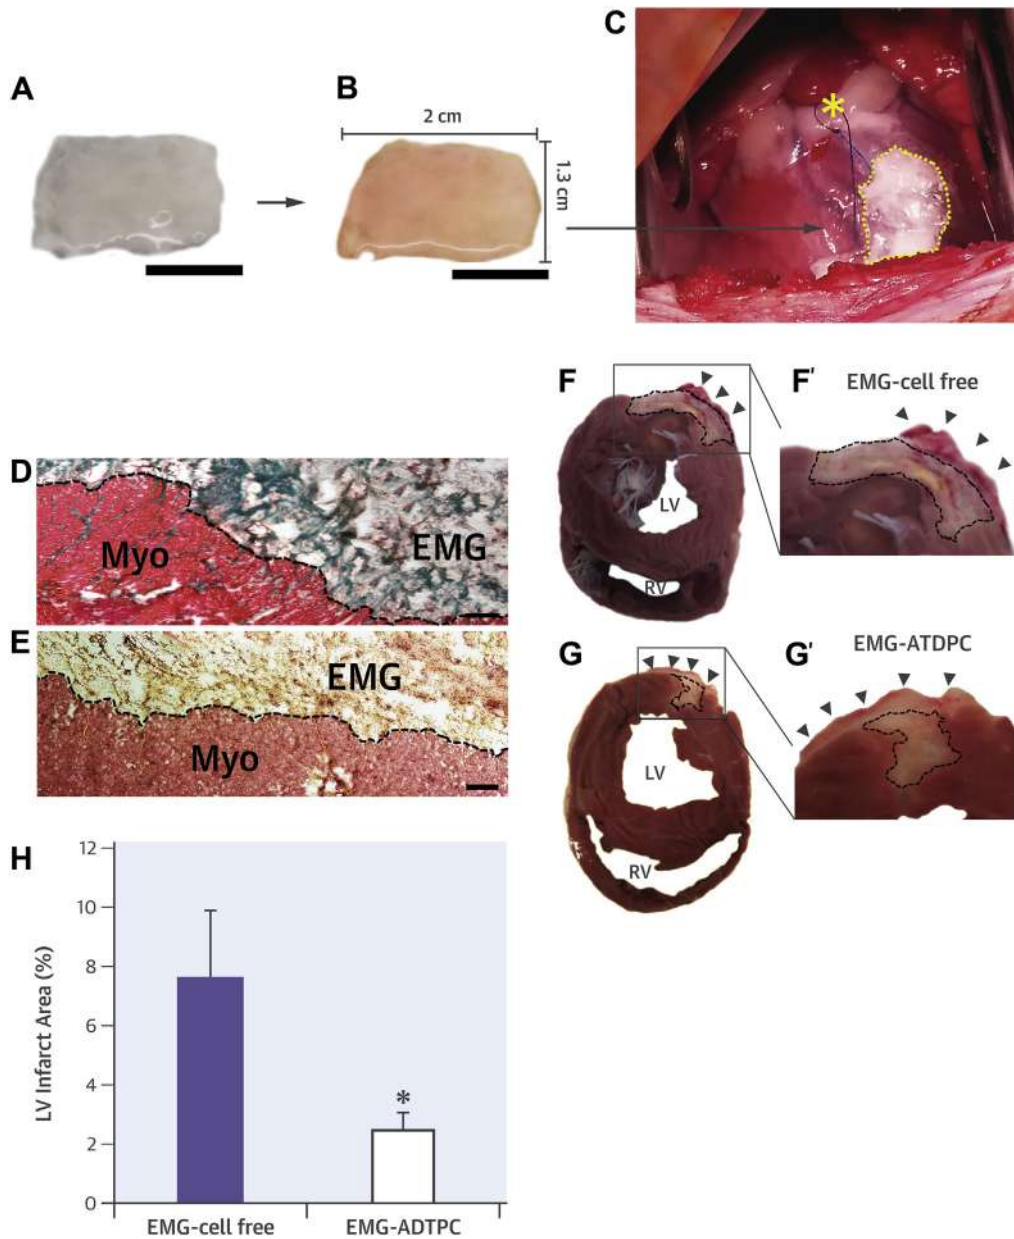 A
B
2 cm
1.3 cm
C
*
D
Myo
EMG
E
EMG
Myo
F
LV
RV
F'
EMG-cell free
G
LV
RV
G'
EMG-ATDPC
H
LV Infarct Area (%)
12
10
8
6
4
2
0
*
EMG-cell free
EMG-ADTPC